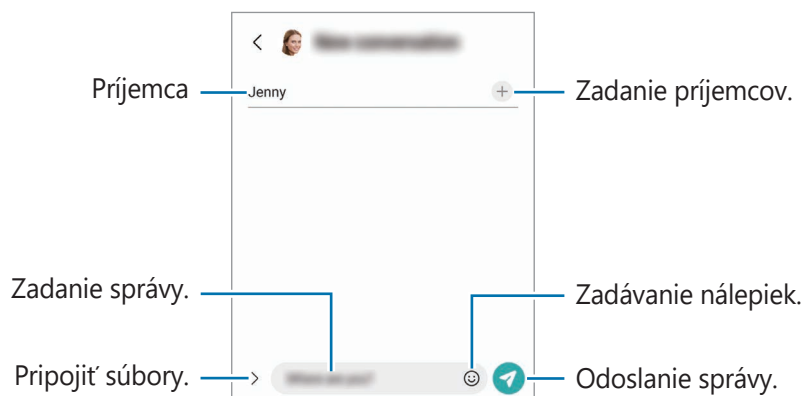 Príjemca
Jenny
Zadanie príjemcov.
Zadanie správy.
Zadávanie nálepiek.
Pripojiť súbory.
Odoslanie správy.